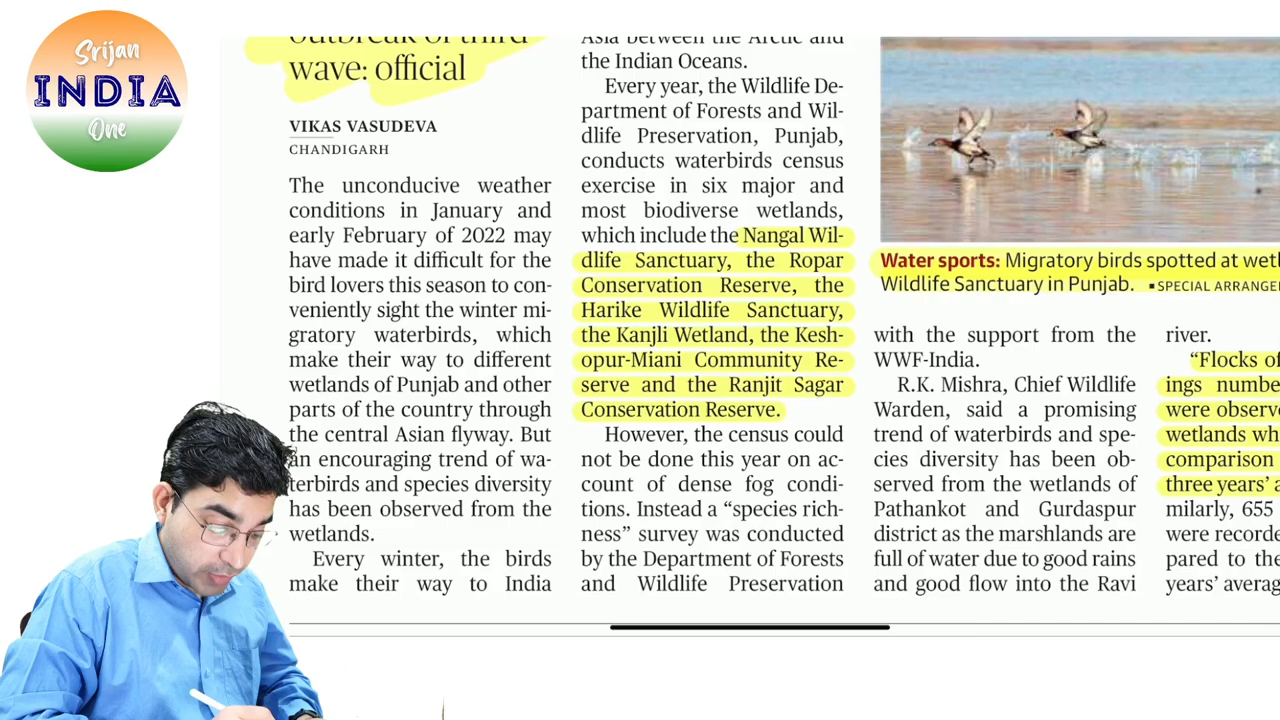 Srijan
INDIA
One
outbreak of third
wave: official
VIKAS VASUDEVA
CHANDIGARH
The unconducive weather
conditions in January and
early February of 2022 may
have made it difficult for the
bird lovers this season to con-
veniently sight the winter mi-
gratory waterbirds, which
make their way to different
wetlands of Punjab and other
parts of the country through
the central Asian flyway. But
an encouraging trend of wa-
terbirds and species diversity
has been observed from the
wetlands.
Every winter, the birds
make their way to India
Asia between the Arctic and
the Indian Oceans.
Every year, the Wildlife De-
partment of Forests and Wil-
dlife Preservation, Punjab,
conducts waterbirds census
exercise in six major and
most biodiverse wetlands,
which include the Nangal Wil-
dlife Sanctuary, the Ropar
Conservation Reserve, the
Harike Wildlife Sanctuary,
the Kanjli Wetland, the Kesh-
opur-Miani Community Re-
serve and the Ranjit Sagar
Conservation Reserve.
However, the census could
not be done this year on ac-
count of dense fog condi-
tions. Instead a “species rich-
ness” survey was conducted
by the Department of Forests
and Wildlife Preservation
Water sports: Migratory birds spotted at
Wildlife Sanctuary in Punjab. ▪ SPECIAL
with the support from the
WWF-India.
R.K. Mishra, Chief Wildlife
Warden, said a promising
trend of waterbirds and spe-
cies diversity has been ob-
served from the wetlands of
Pathankot and Gurdaspur
district as the marshlands are
full of water due to good rains
and good flow into the Ravi
river.
“Flocks of
ings
were
wetlands
comparison
three years’
milarly, 655
were
pared to the
years’